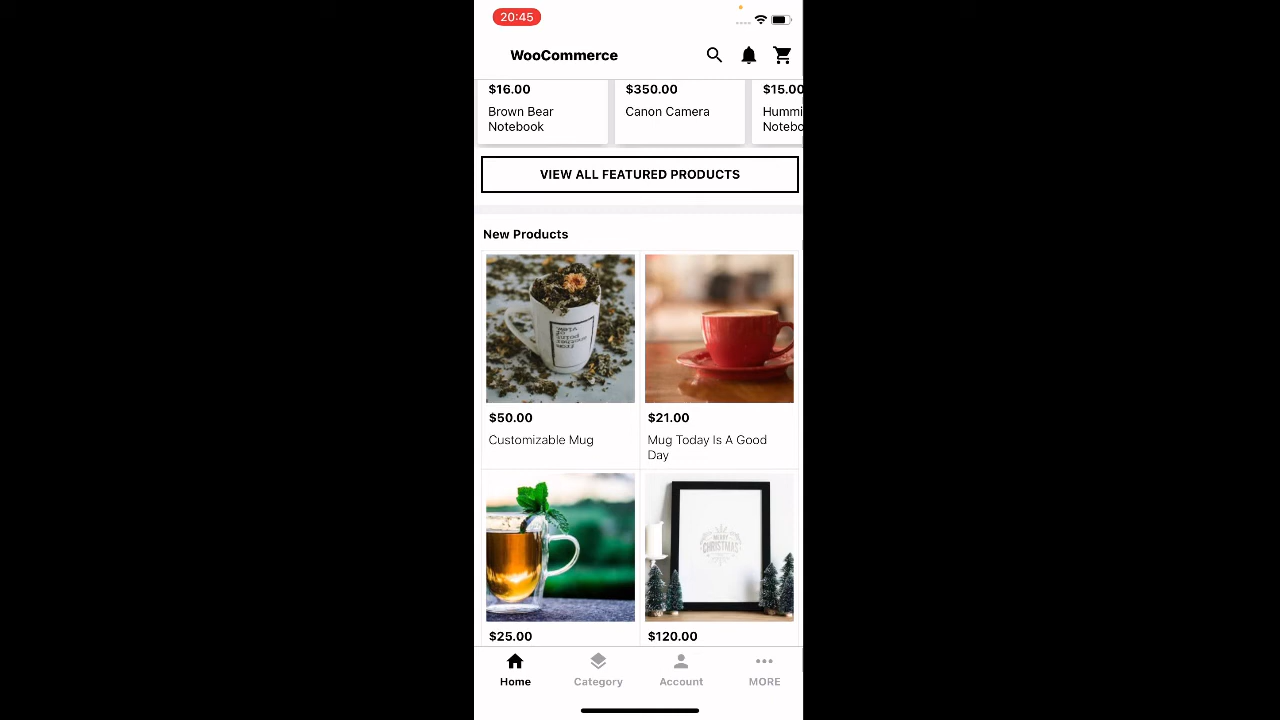 20:45
WooCommerce
$16.00
Brown Bear
Notebook
$350.00
Canon Camera
$15.00
Hummi
Notebo
VIEW ALL FEATURED PRODUCTS
New Products
$50.00
Customizable Mug
$21.00
Mug Today Is A Good
Day
MERRY
CHRISTMAS
$25.00
$120.00
Home
Category
Account
MORE